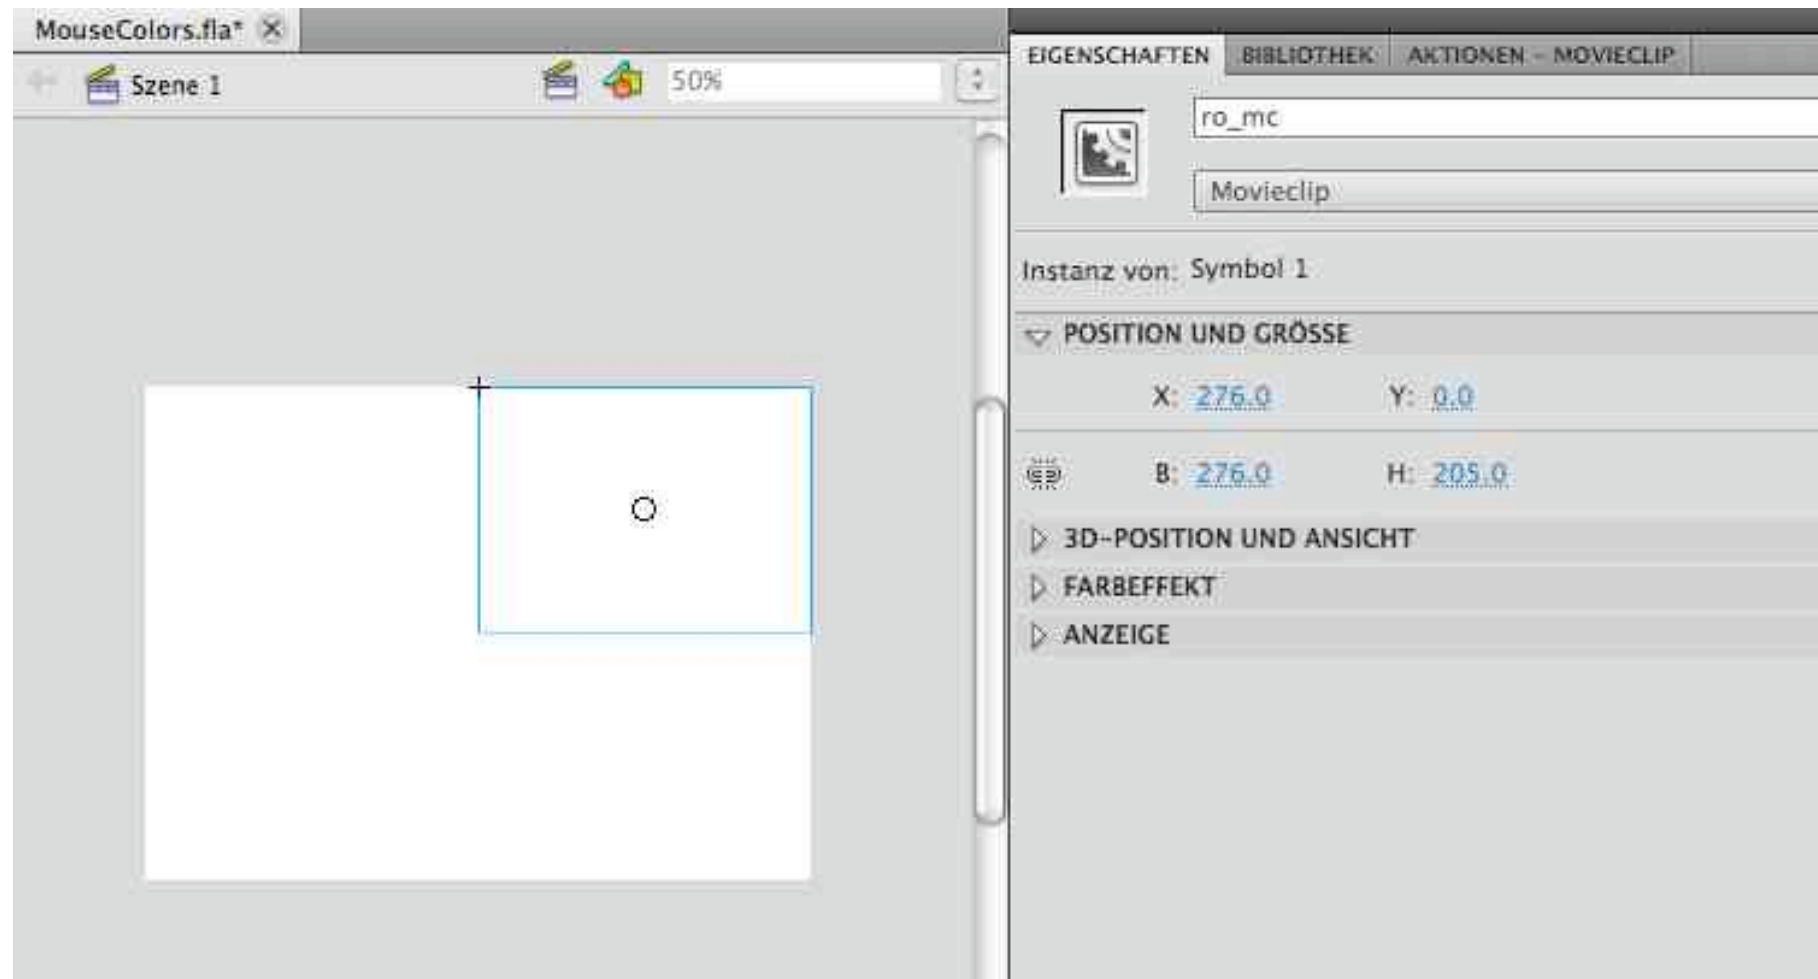 MouseColors.fla*
Szene 1
50%
EIGENSCHAFTEN BIBLIOTHEK AKTIONEN – MOVIECLIP
ro_mc
Movieclip
Instanz von: Symbol 1
POSITION UND GRÖSSE
X: 276.0 Y: 0.0
B: 276.0 H: 205.0
3D-POSITION UND ANSICHT
FARBEFFEKT
ANZEIGE